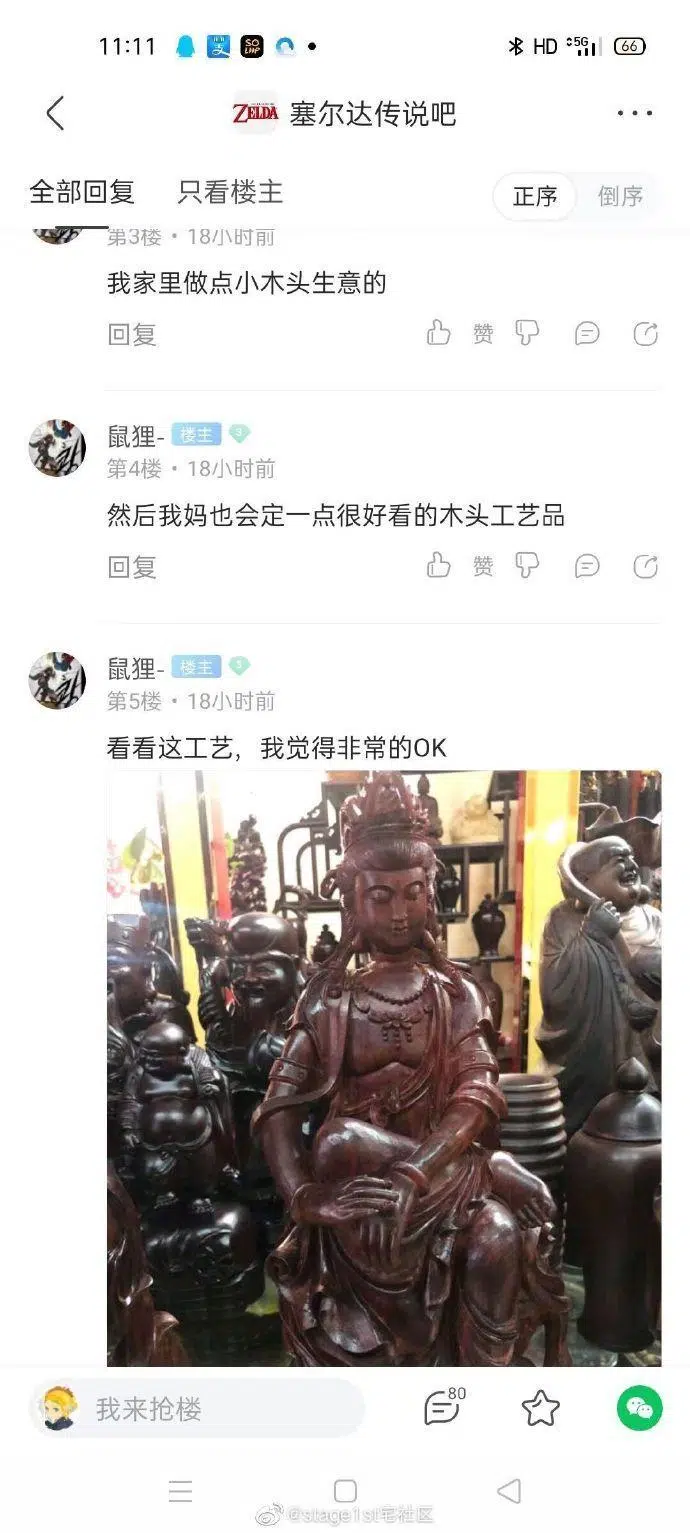 11:11
SO
LOOP
HD
5G
66
ZELDA 塞尔达传说吧
全部回复
只看楼主
正序
倒序
第3楼 • 18小时前
我家里做点小木头生意的
回复
赞
鼠狸- 楼主 3
第4楼 • 18小时前
然后我妈也会定一点很好看的木头工艺品
回复
赞
鼠狸- 楼主
第5楼 • 18小时前
看看这工艺，我觉得非常的OK
我来抢楼
80
@stage1st宅社区